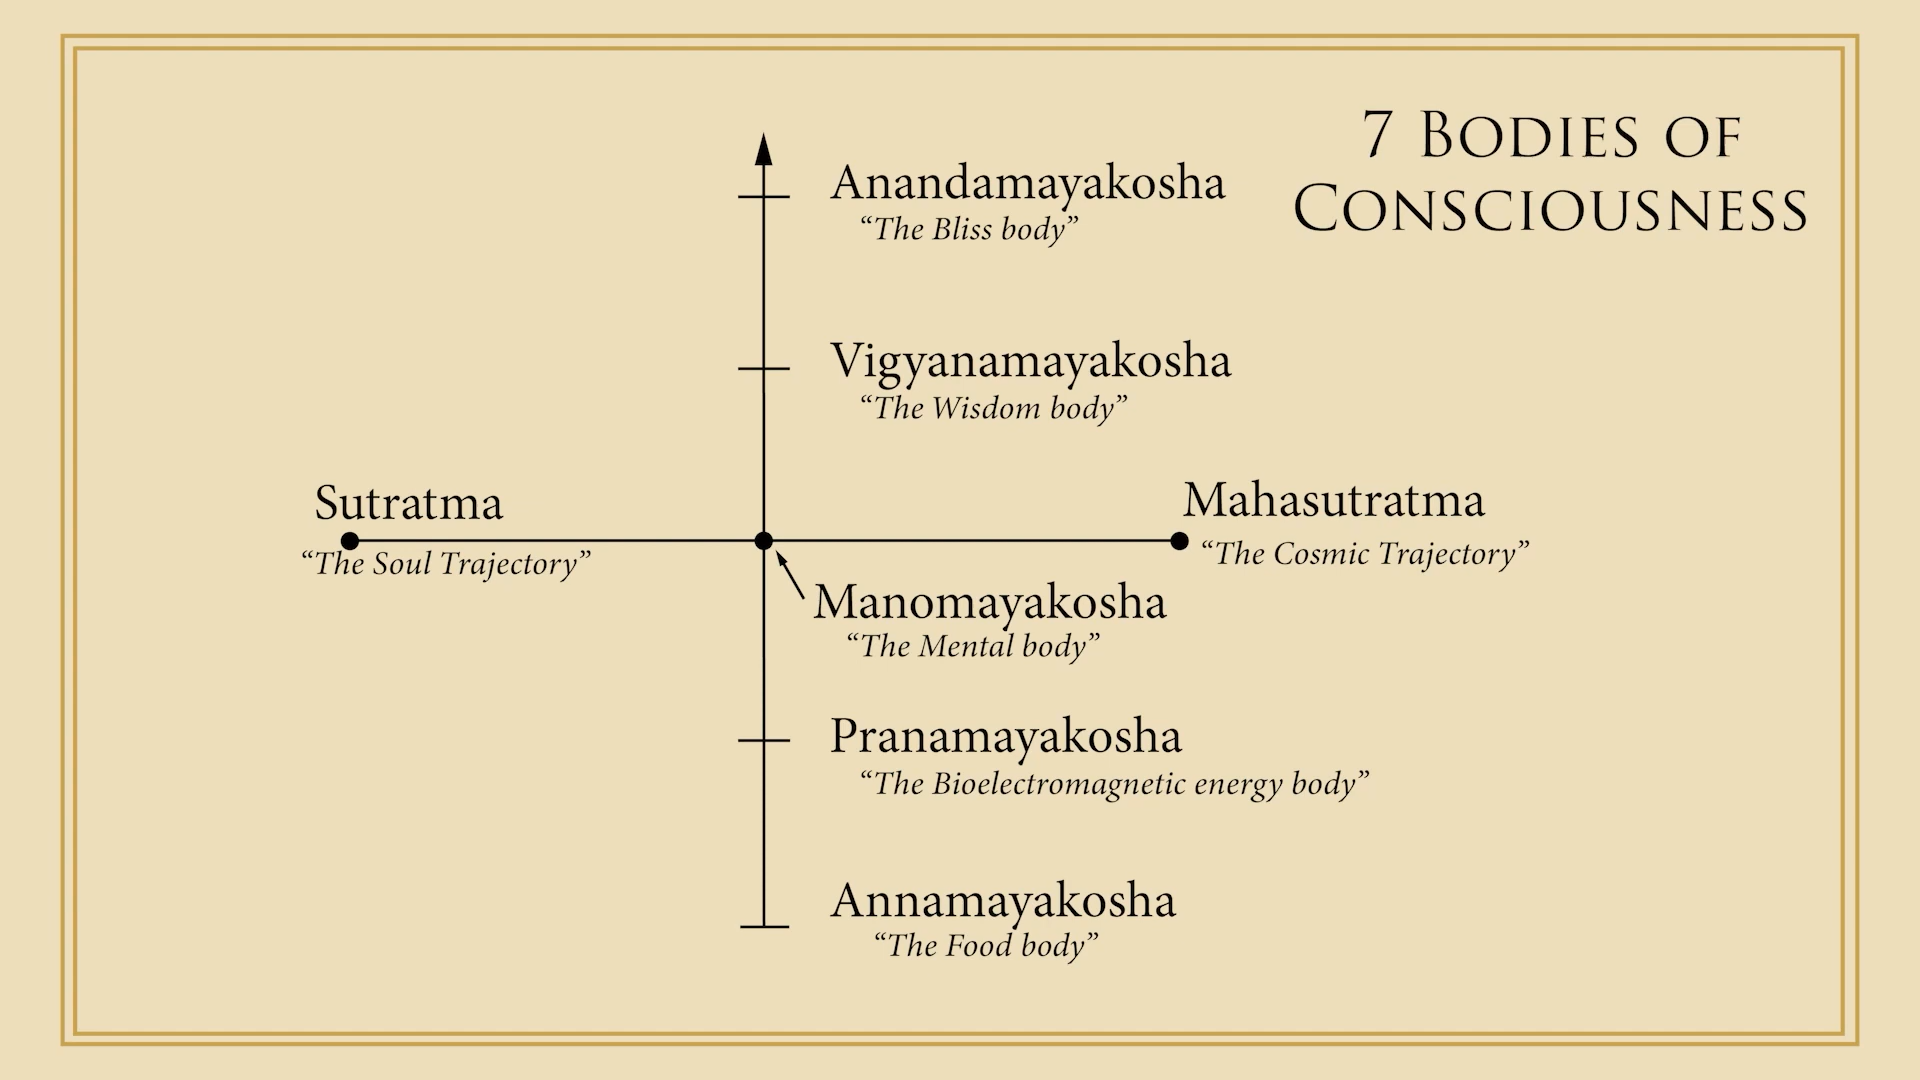 7 Bodies of
Consciousness
Anandamayakosha
“The Bliss body”
Vigyanamayakosha
“The Wisdom body”
Sutratma
“The Soul Trajectory”
Mahasutratma
“The Cosmic Trajectory”
Manomayakosha
“The Mental body”
Pranamayakosha
“The Bioelectromagnetic energy body”
Annamayakosha
“The Food body”